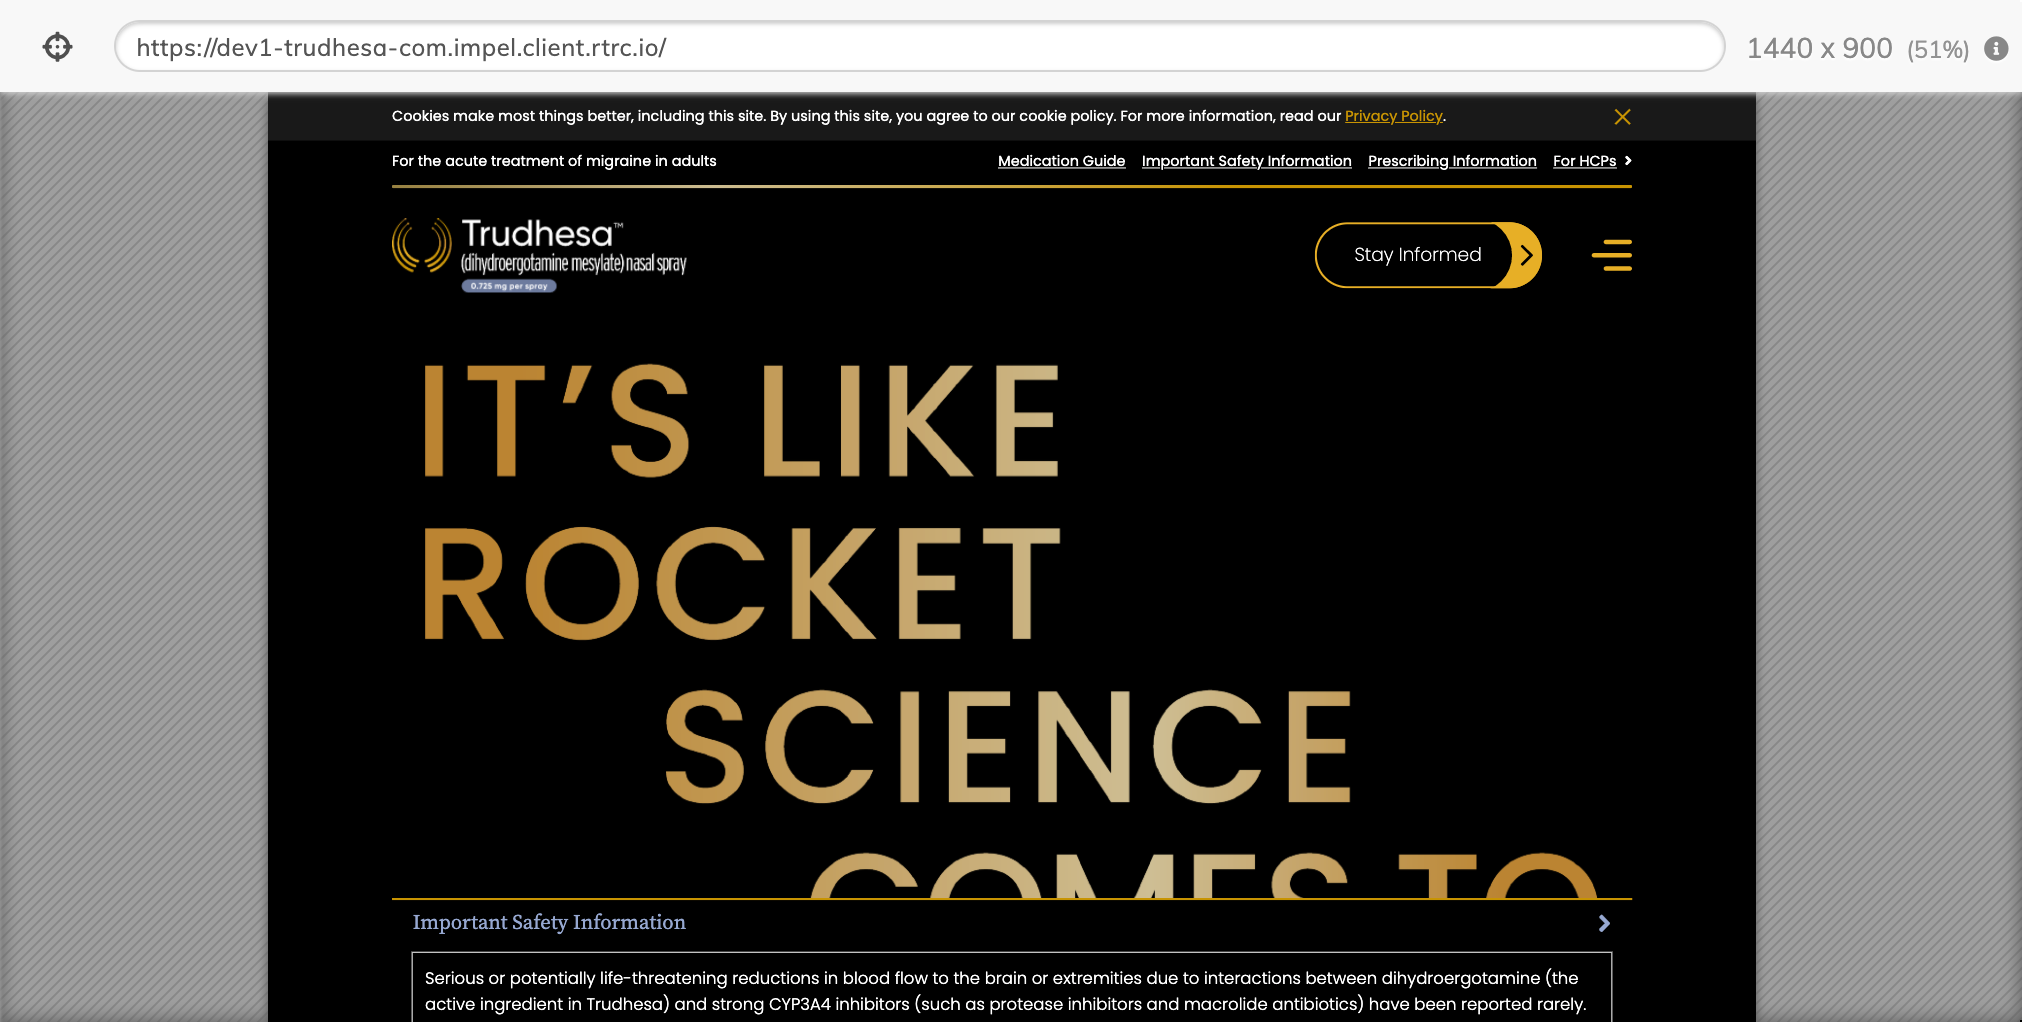 https://dev1-trudhesa-com.impel.client.rtrc.io/
1440 x 900 (51%)
Cookies make most things better, including this site. By using this site, you agree to our cookie policy. For more information, read our Privacy Policy.
For the acute treatment of migraine in adults
Medication Guide Important Safety Information Prescribing Information For HCPs
Trudhesa™
(dihydroergotamine mesylate) nasal spray
0.725 mg per spray
Stay Informed
IT’S LIKE
ROCKET
SCIENCE
COMES TO
Important Safety Information
Serious or potentially life-threatening reductions in blood flow to the brain or extremities due to interactions between dihydroergotamine (the
active ingredient in Trudhesa) and strong CYP3A4 inhibitors (such as protease inhibitors and macrolide antibiotics) have been reported rarely.